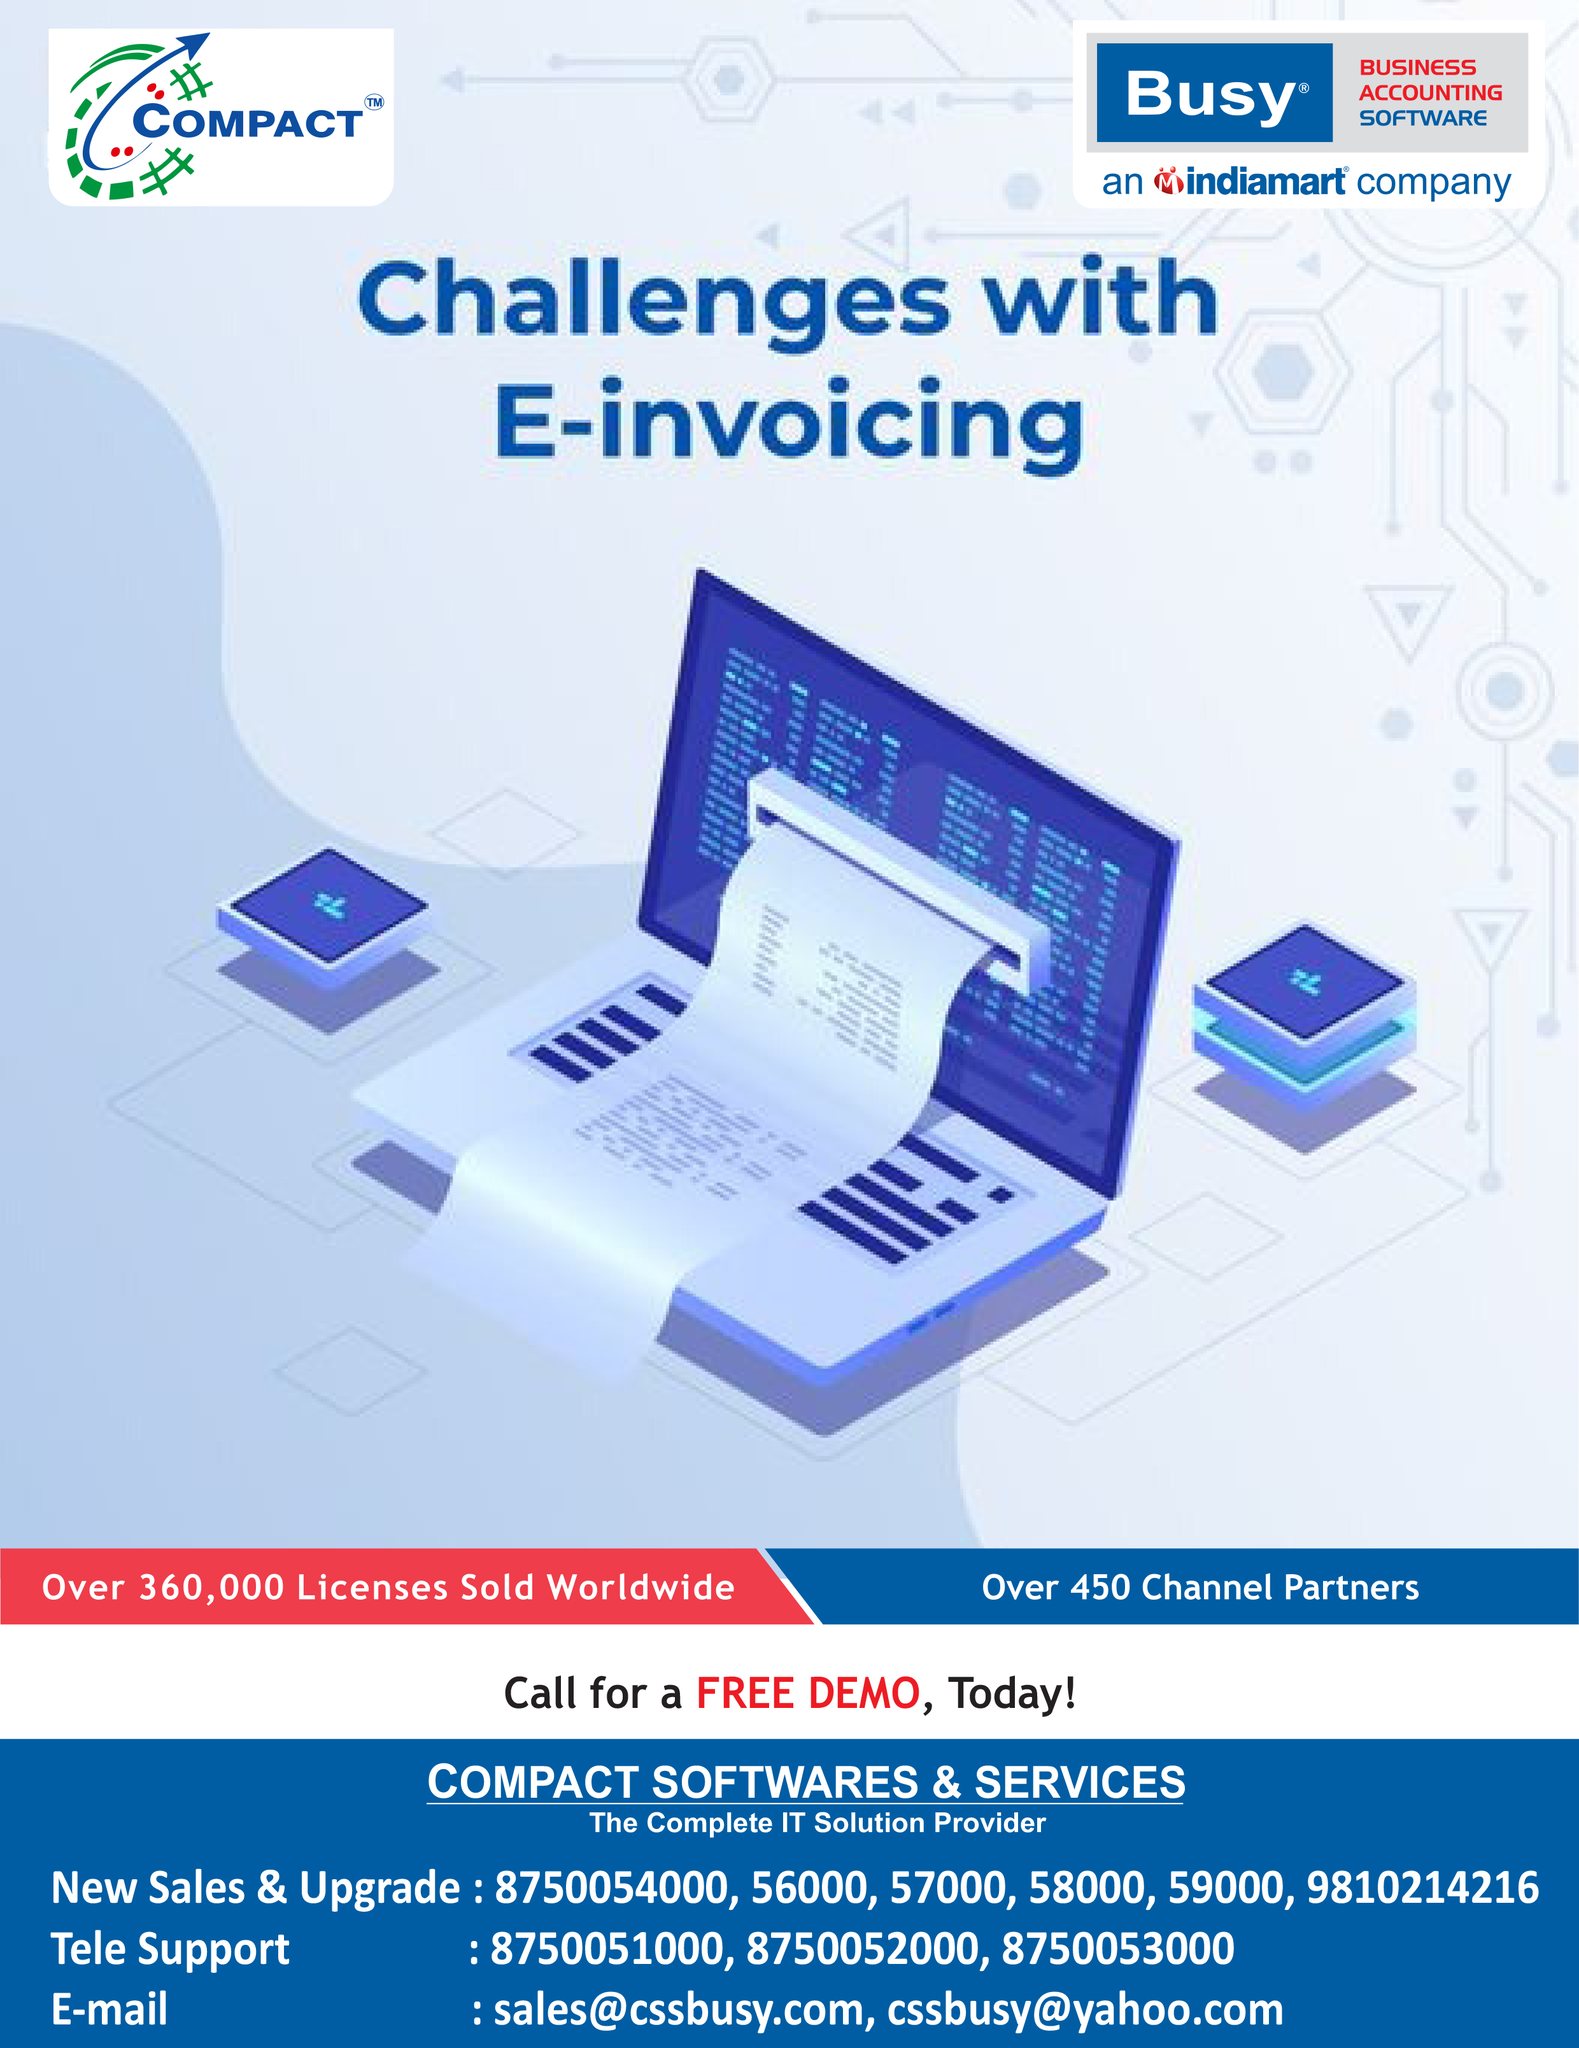 COMPACT TM
Busy®
BUSINESS
ACCOUNTING
SOFTWARE
an indiamart® company
Challenges with
E-invoicing
Over 360,000 Licenses Sold Worldwide
Over 450 Channel Partners
Call for a FREE DEMO, Today!
COMPACT SOFTWARES & SERVICES
The Complete IT Solution Provider
New Sales & Upgrade : 8750054000, 56000, 57000, 58000, 59000, 9810214216
Tele Support : 8750051000, 8750052000, 8750053000
E-mail : sales@cssbusy.com, cssbusy@yahoo.com